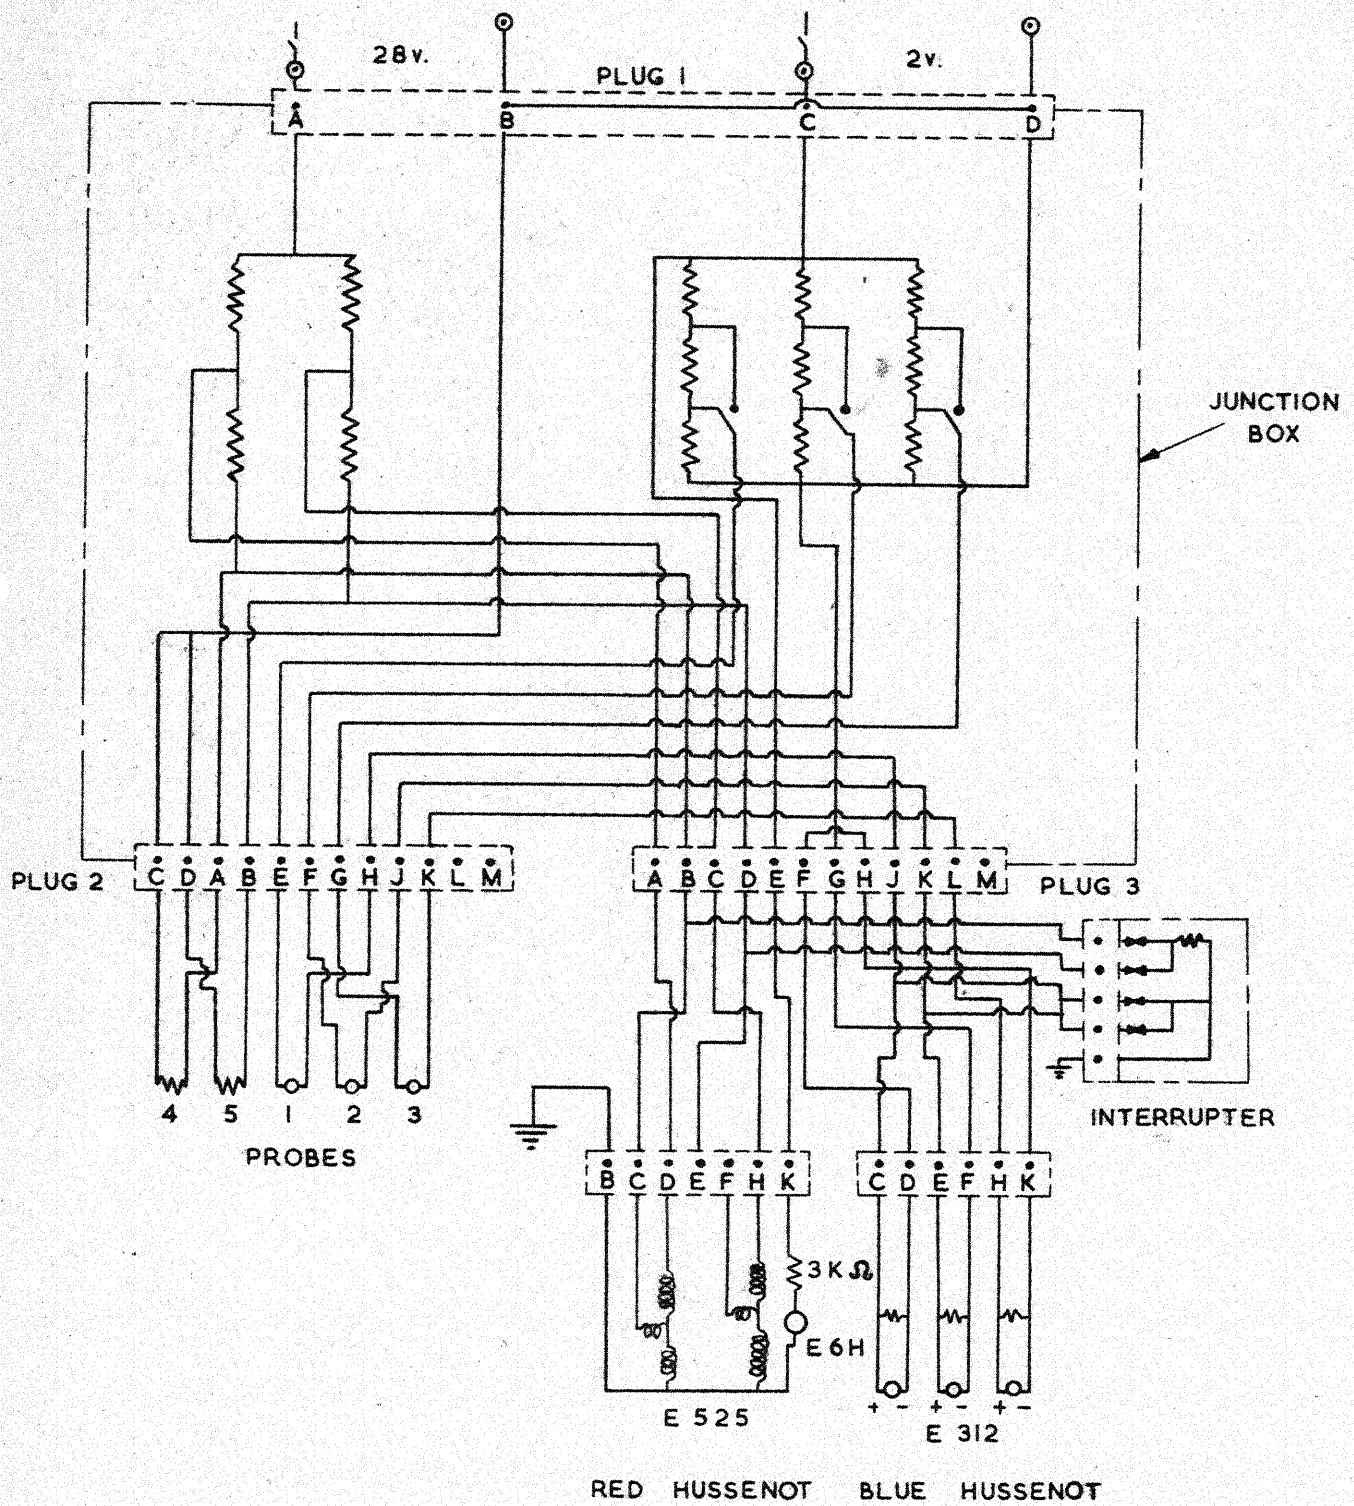 28V.
2V.
PLUG 1
A B C D
JUNCTION
BOX
C D A B E F G H J K L M
PLUG 2
A B C D E F G H J K L M
PLUG 3
4 5 1 2 3
PROBES
INTERRUPTER
B C D E F H K
C D E F H K
3K Ω
E6H
+ - + - + -
E 525
E 312
RED HUSSENOT BLUE HUSSENOT